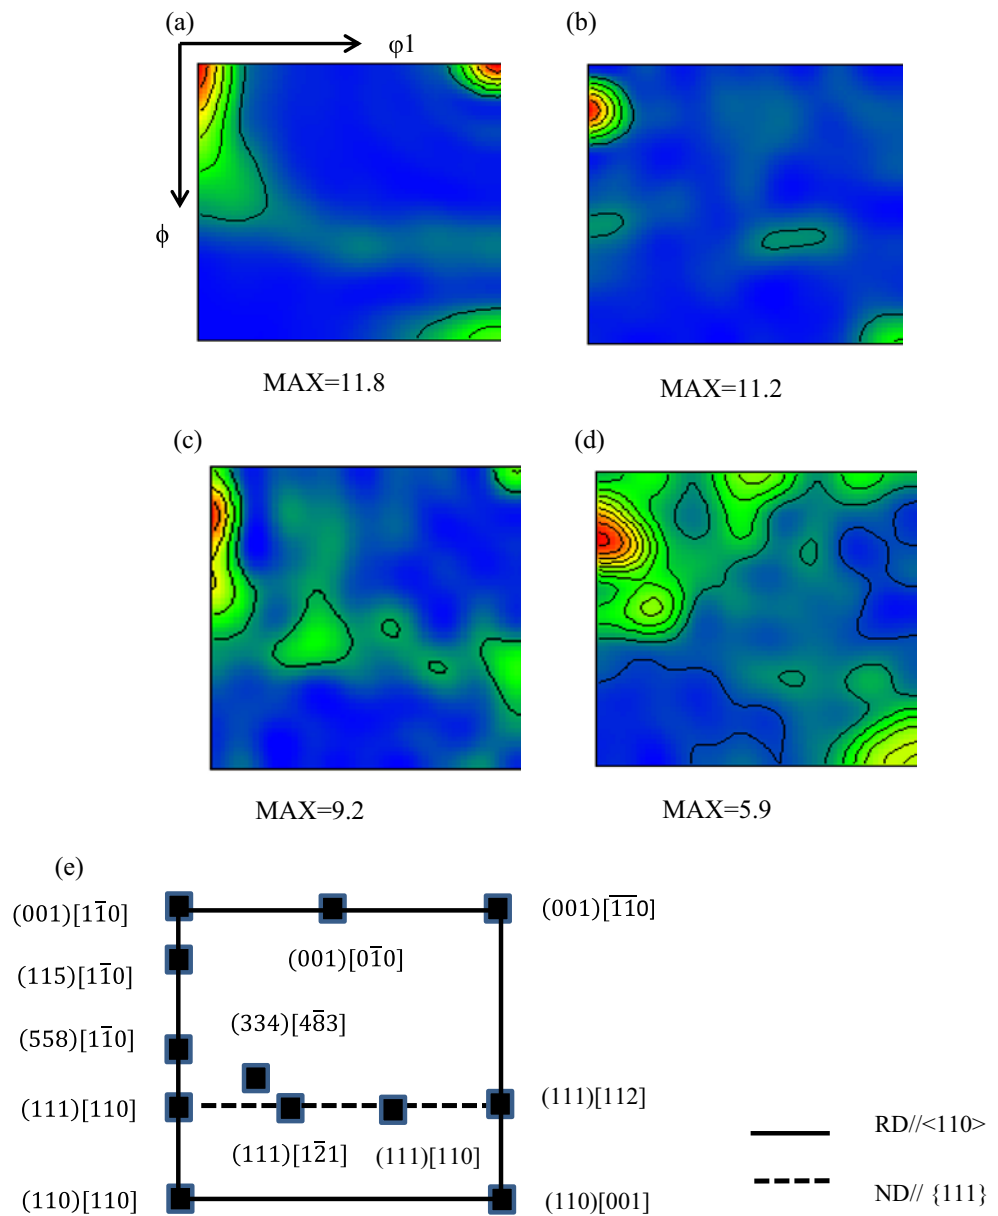 (a)
(b)
φ1
ϕ
MAX=11.8
MAX=11.2
(c)
(d)
MAX=9.2
MAX=5.9
(e)
(001)[11̅0]
(001)[1̅1̅0]
(001)[01̅0]
(115)[11̅0]
(334)[48̅3]
(558)[11̅0]
(111)[110]
(111)[112]
(111)[12̅1]
(111)[110]
(110)[110]
(110)[001]
RD//<110>
ND// {111}